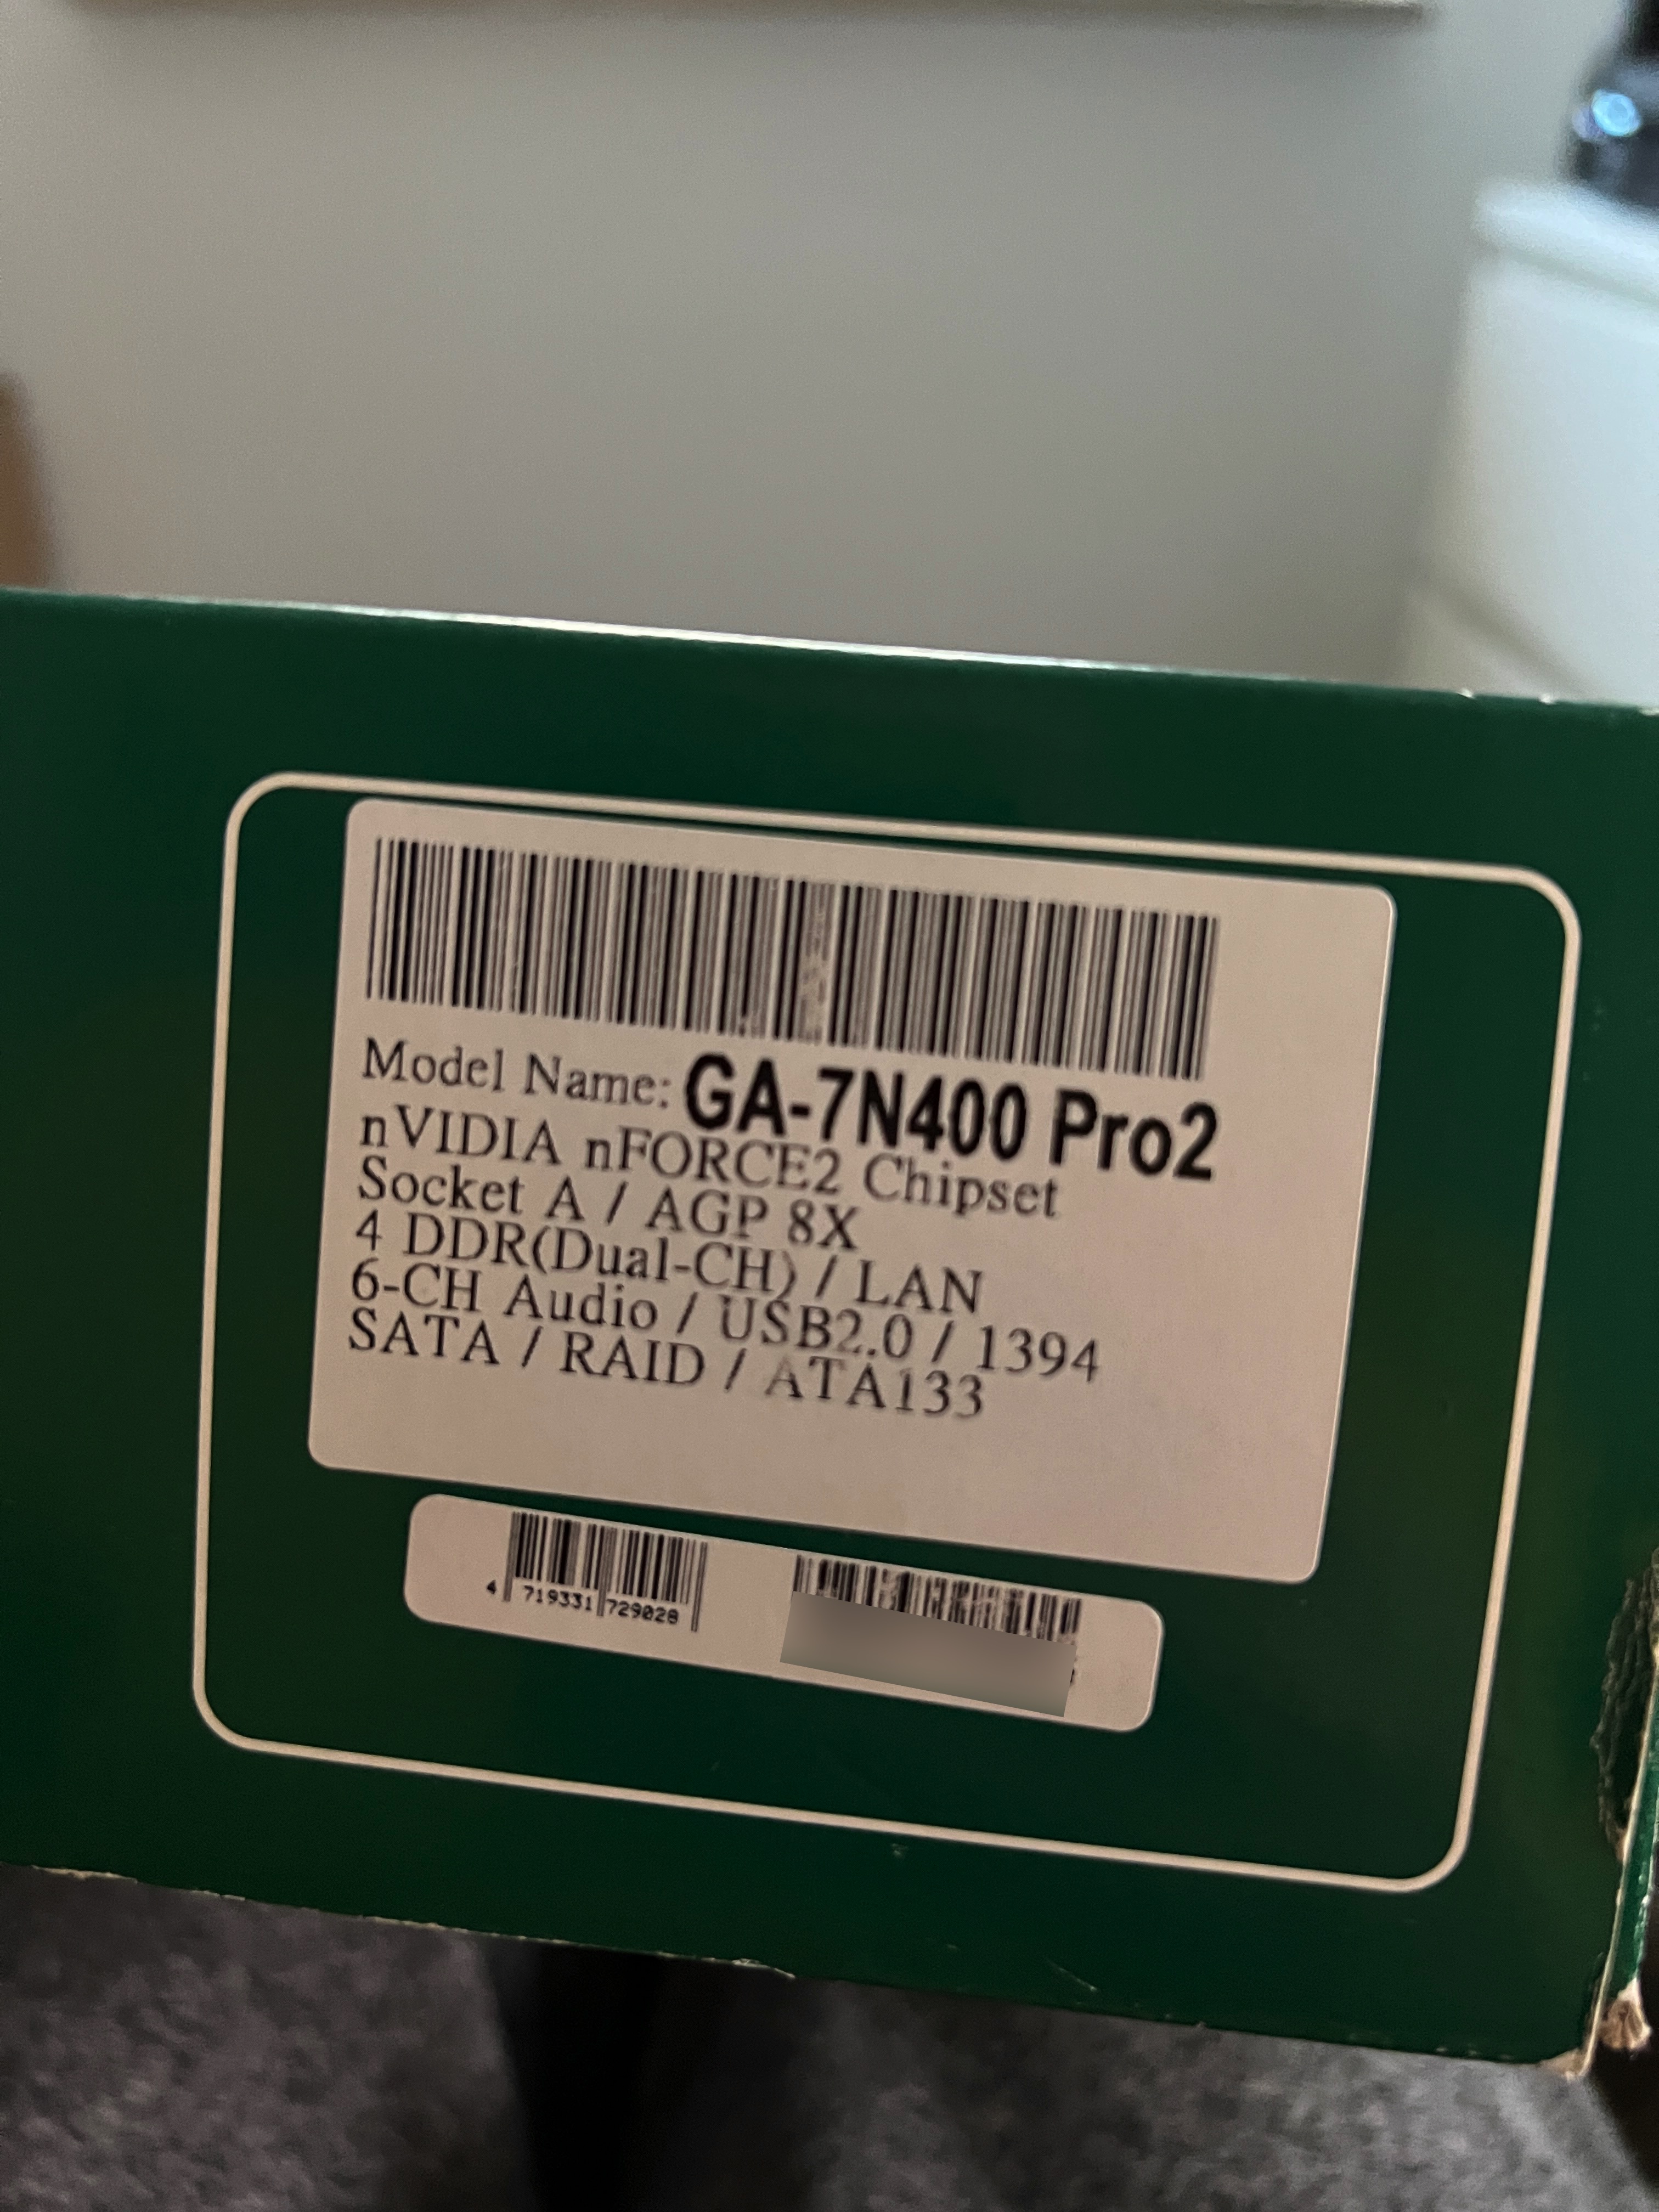 Model Name: GA-7N400 Pro2
nVIDIA nFORCE2 Chipset
Socket A / AGP 8X
4 DDR(Dual-CH) / LAN
6-CH Audio / USB2.0 / 1394
SATA / RAID / ATA133
4 719331 729028